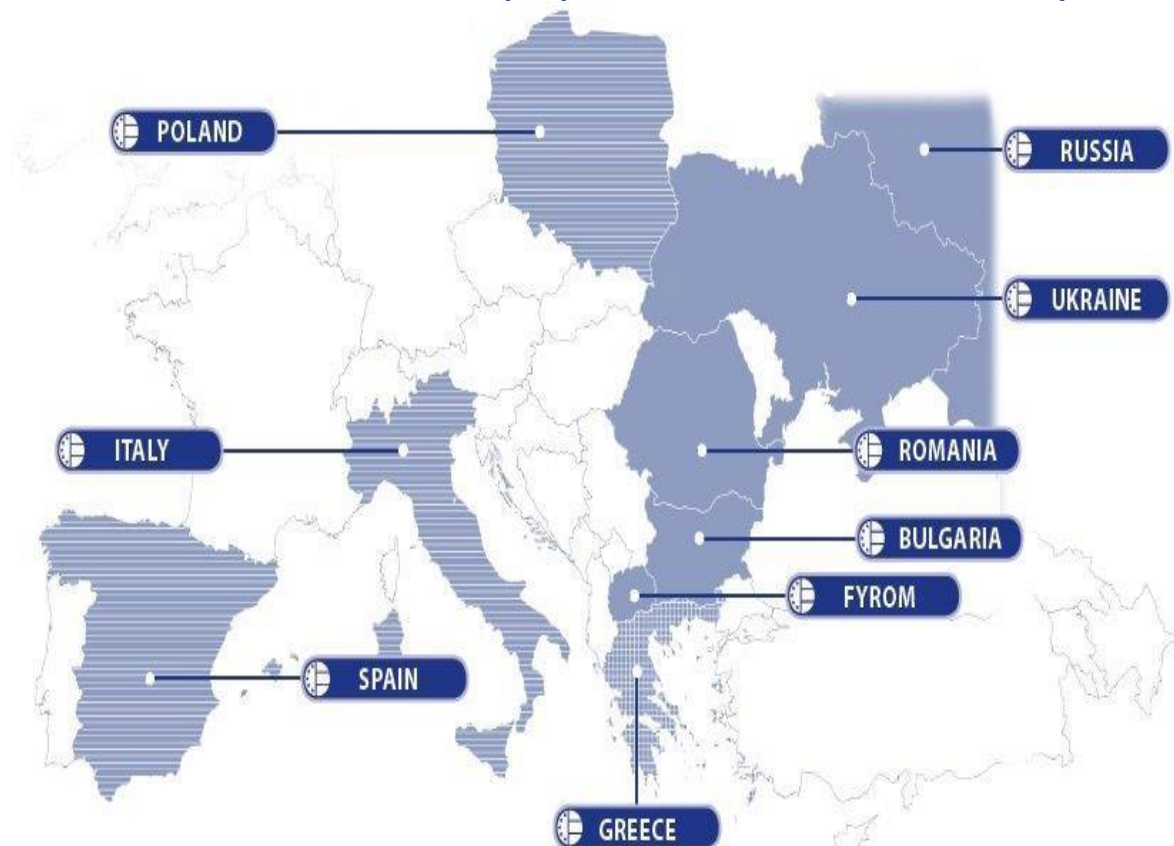 POLAND
RUSSIA
UKRAINE
ITALY
ROMANIA
BULGARIA
FYROM
SPAIN
GREECE